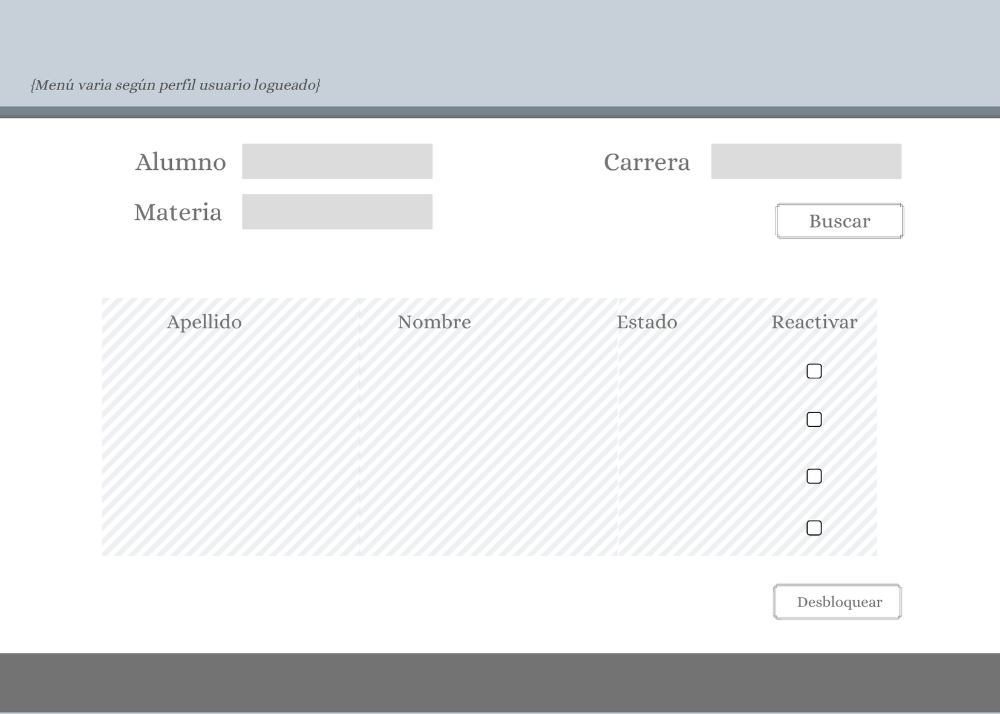 {Menú varia según perfil usuario logueado}
Alumno
Carrera
Materia
Buscar
Apellido Nombre Estado Reactivar
Desbloquear